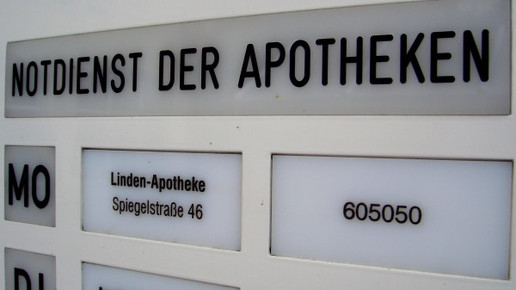 NOTDIENST DER APOTHEKEN
MO
Linden-Apotheke
Spiegelstraße 46
605050